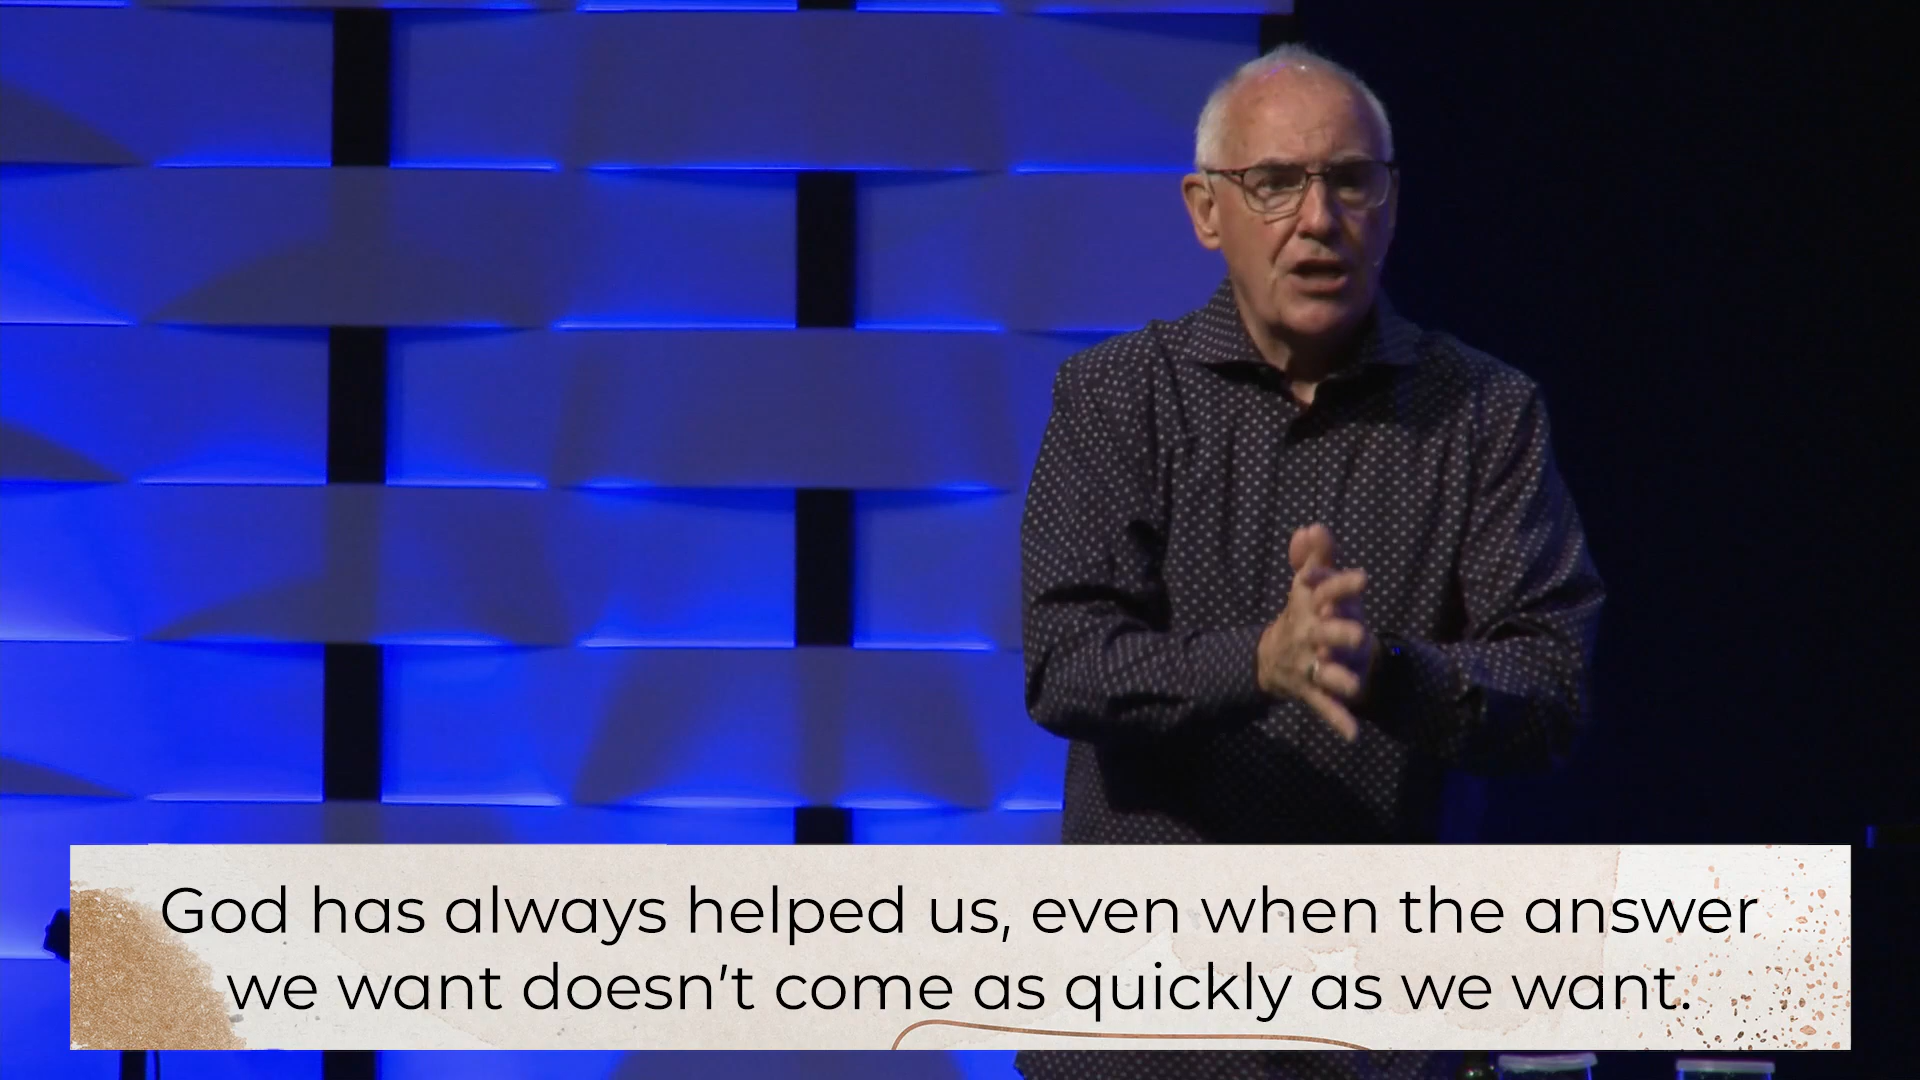 God has always helped us, even when the answer
we want doesn't come as quickly as we want.